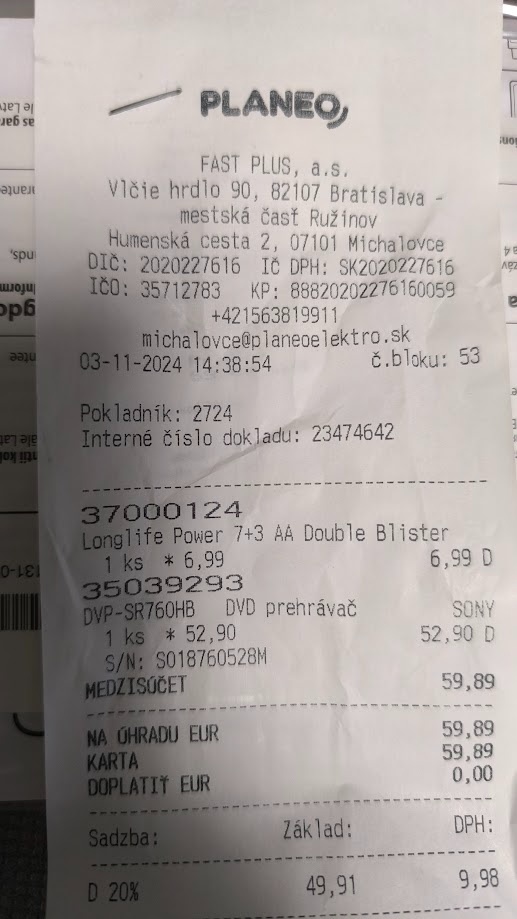 PLANEO
FAST PLUS, a.s.
Vlčie hrdlo 90, 82107 Bratislava -
mestská časť Ružinov
Humenská cesta 2, 07101 Michalovce
DIČ: 2020227616 IČ DPH: SK2020227616
IČO: 35712783 KP: 88820202276160059
+421563819911
michalovce@planeoelektro.sk
03-11-2024 14:38:54 č.bloku: 53
Pokladník: 2724
Interné číslo dokladu: 23474642
37000124
Longlife Power 7+3 AA Double Blister
1 ks * 6,99 6,99 D
35039293
DVP-SR760HB DVD prehrávač SONY
1 ks * 52,90 52,90 D
S/N: S018760528M
MEDZISÚČET 59,89
NA ÚHRADU EUR 59,89
KARTA 59,89
DOPLATIŤ EUR 0,00
Sadzba: Základ: DPH:
D 20% 49,91 9,98